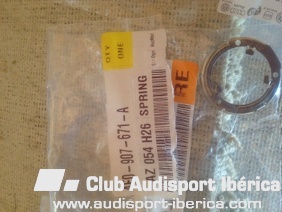 QTY
ONE
-907-671-A
054 H26 SPRING
RE
Club Audisport Ibérica
www.audisport-iberica.com